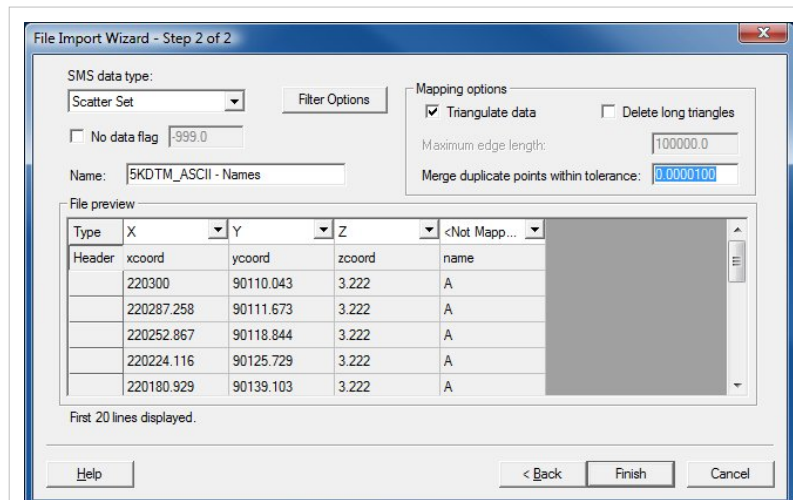 File Import Wizard - Step 2 of 2
SMS data type:
Scatter Set
Filter Options
No data flag -999.0
Name: 5KDTM_ASCII - Names
Mapping options
Triangulate data Delete long triangles
Maximum edge length: 100000.0
Merge duplicate points within tolerance: 0.0000100
File preview
Type X Y Z <Not Mapp...
Header xcoord ycoord zcoord name
220300 90110.043 3.222 A
220287.258 90111.673 3.222 A
220252.867 90118.844 3.222 A
220224.116 90125.729 3.222 A
220180.929 90139.103 3.222 A
First 20 lines displayed.
Help < Back Finish Cancel